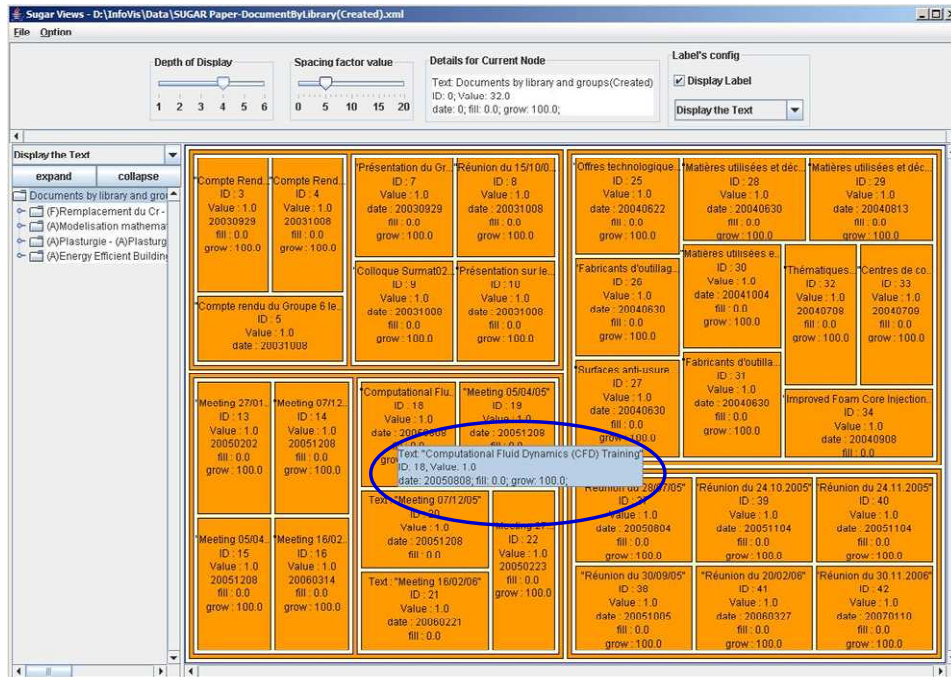 Sugar Views - D:\InfoVis\Data\SUGAR Paper-DocumentByLibrary(Created).xml
File Option
Depth of Display
1 2 3 4 5 6
Spacing factor value
0 5 10 15 20
Details for Current Node
Text: Documents by library and groups(Created)
ID: 0; Value: 32.0
date: 0; fill: 0.0; grow: 100.0;
Label's config
Display Label
Display the Text
Display the Text
expand collapse
Documents by library and grou
(F)Remplacement du Cr -
(A)Modelisation mathema
(A)Plasturgie - (A)Plasturg
(A)Energy Efficient Building
"Compte Rend...
ID : 3
Value : 1.0
20030929
fill : 0.0
grow : 100.0
"Compte Rend...
ID : 4
Value : 1.0
20031008
fill : 0.0
grow : 100.0
"Compte rendu du Groupe 6 le...
ID : 5
Value : 1.0
date : 20031008
"Présentation du Gr...
ID : 7
Value : 1.0
date : 20030929
fill : 0.0
grow : 100.0
"Réunion du 15/10/0...
ID : 8
Value : 1.0
date : 20031008
fill : 0.0
grow : 100.0
"Colloque Surmat02...
ID : 9
Value : 1.0
date : 20031008
fill : 0.0
grow : 100.0
"Présentation sur le...
ID : 10
Value : 1.0
date : 20031008
fill : 0.0
grow : 100.0
"Offres technologique...
ID : 25
Value : 1.0
date : 20040622
fill : 0.0
grow : 100.0
"Matières utilisées et déc...
ID : 28
Value : 1.0
date : 20040630
fill : 0.0
grow : 100.0
"Matières utilisées et déc...
ID : 29
Value : 1.0
date : 20040813
fill : 0.0
grow : 100.0
"Fabricants d'outillag...
ID : 26
Value : 1.0
date : 20040630
fill : 0.0
grow : 100.0
"Matières utilisées e...
ID : 30
Value : 1.0
date : 20041004
fill : 0.0
grow : 100.0
"Thématiques...
ID : 32
Value : 1.0
20040708
fill : 0.0
grow : 100.0
"Centres de co...
ID : 33
Value : 1.0
20040709
fill : 0.0
grow : 100.0
"Surfaces anti-usure
ID : 27
Value : 1.0
date : 20040630
fill : 0.0
grow : 100.0
"Fabricants d'outilla...
ID : 31
Value : 1.0
date : 20040630
fill : 0.0
grow : 100.0
"Improved Foam Core Injection...
ID : 34
Value : 1.0
date : 20040908
fill : 0.0
grow : 100.0
"Meeting 27/01...
ID : 13
Value : 1.0
20050202
fill : 0.0
grow : 100.0
"Meeting 07/12...
ID : 14
Value : 1.0
20051208
fill : 0.0
grow : 100.0
"Meeting 05/04...
ID : 15
Value : 1.0
20051208
fill : 0.0
grow : 100.0
"Meeting 16/02...
ID : 16
Value : 1.0
20060314
fill : 0.0
grow : 100.0
"Computational Flu...
ID : 18
Value : 1.0
date : 20050808
"Meeting 05/04/05"
ID : 19
Value : 1.0
date : 20051208
Text: "Computational Fluid Dynamics (CFD) Training"
ID: 18, Value: 1.0
date: 20050808; fill: 0.0; grow: 100.0;
Text : "Meeting 07/12/05"
ID : 20
Value : 1.0
date : 20051208
fill : 0.0
Text : "Meeting 16/02/06"
ID : 21
Value : 1.0
date : 20060221
fill : 0.0
"Meeting 27...
ID : 22
Value : 1.0
20050223
fill : 0.0
grow : 100.0
"Réunion du 28/07/05"
ID : 37
Value : 1.0
date : 20050804
fill : 0.0
grow : 100.0
"Réunion du 24.10.2005"
ID : 39
Value : 1.0
date : 20051104
fill : 0.0
grow : 100.0
"Réunion du 24.11.2005"
ID : 40
Value : 1.0
date : 20051104
fill : 0.0
grow : 100.0
"Réunion du 30/09/05"
ID : 38
Value : 1.0
date : 20051005
fill : 0.0
grow : 100.0
"Réunion du 20/02/06"
ID : 41
Value : 1.0
date : 20060327
fill : 0.0
grow : 100.0
"Réunion du 30.11.2006"
ID : 42
Value : 1.0
date : 20070110
fill : 0.0
grow : 100.0